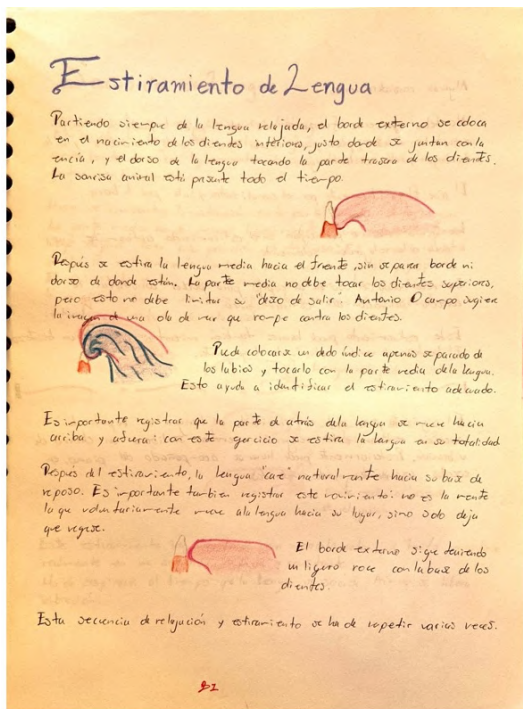 Estiramiento de Lengua
Partiendo siempre de la lengua relajada, el borde externo se coloca
en el nacimiento de los dientes inferiores, justo donde se juntan con la
encía, y el dorso de la lengua tocando la parte trasera de los dientes.
La sonrisa animal está presente todo el tiempo.
Después se estira la lengua media hacia el frente, sin separar borde ni
dorso de donde están. La parte media no debe tocar los dientes superiores,
pero esto no debe limitar su "deseo de salir". Antonio Ocampo sugiere
la imagen de una ola de mar que rompe contra los dientes.
Puede colocarse un dedo índice apenas separado de
los labios y tocarlo con la parte media de la lengua.
Esto ayuda a identificar el estiramiento adecuado.
Es importante registrar que la parte de atrás de la lengua se mueve hacia
arriba y afuera: con este ejercicio se estira la lengua en su totalidad
Después del estiramiento, la lengua "cae" naturalmente hacia su base de
reposo. Es importante también registrar este movimiento: no es la mente
la que voluntariamente mueve a la lengua hacia su lugar, sino solo deja
que regrese.
El borde externo sigue teniendo
un ligero roce con la base de los
dientes.
Esta secuencia de relajación y estiramiento se ha de repetir varias veces.